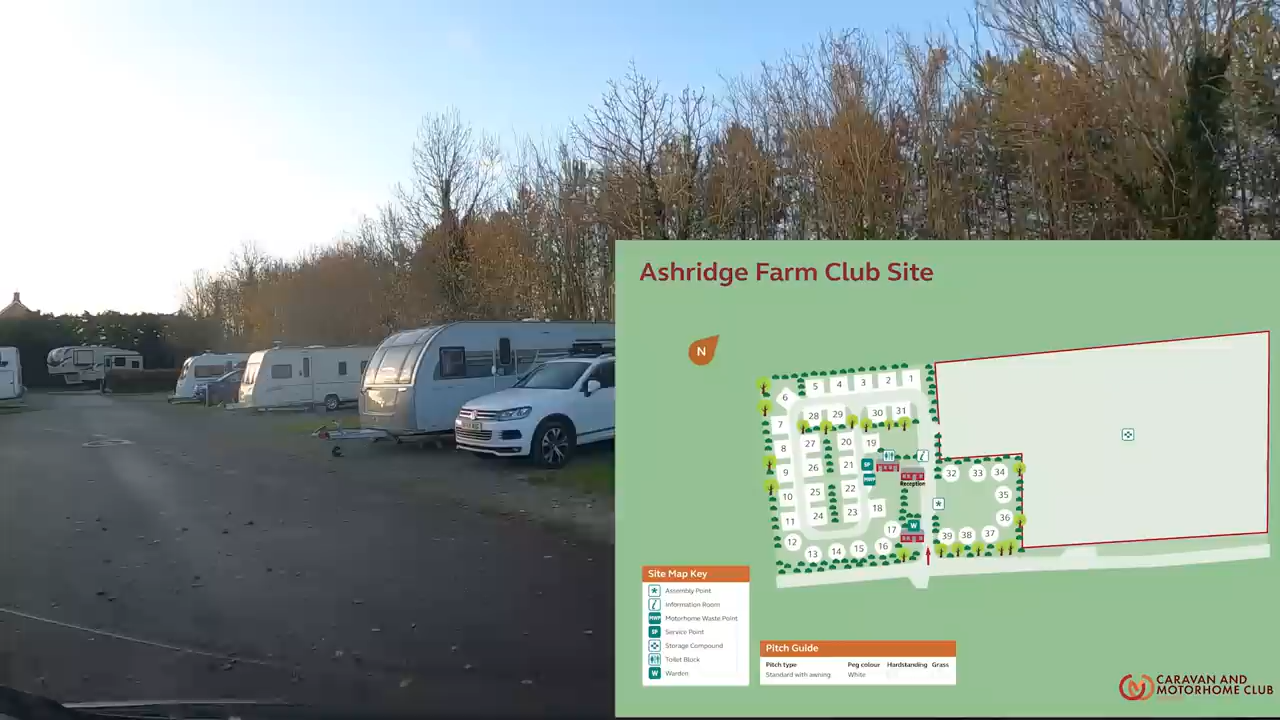 Ashridge Farm Club Site
N
5 4 3 2 1
6
28 29 30 31
7
27 20 19
8
SP
9 26 21
32 33 34
MWP
Reception
10 25 22
35
11 24 23 18
36
W
17
12 13 14 15 16
39 38 37
Site Map Key
Assembly Point
i Information Room
MWP Motorhome Waste Point
SP Service Point
Storage Compound
Toilet Block
W Warden
Pitch Guide
Pitch type Peg colour Hardstanding Grass
Standard with awning White
CARAVAN AND
MOTORHOME CLUB